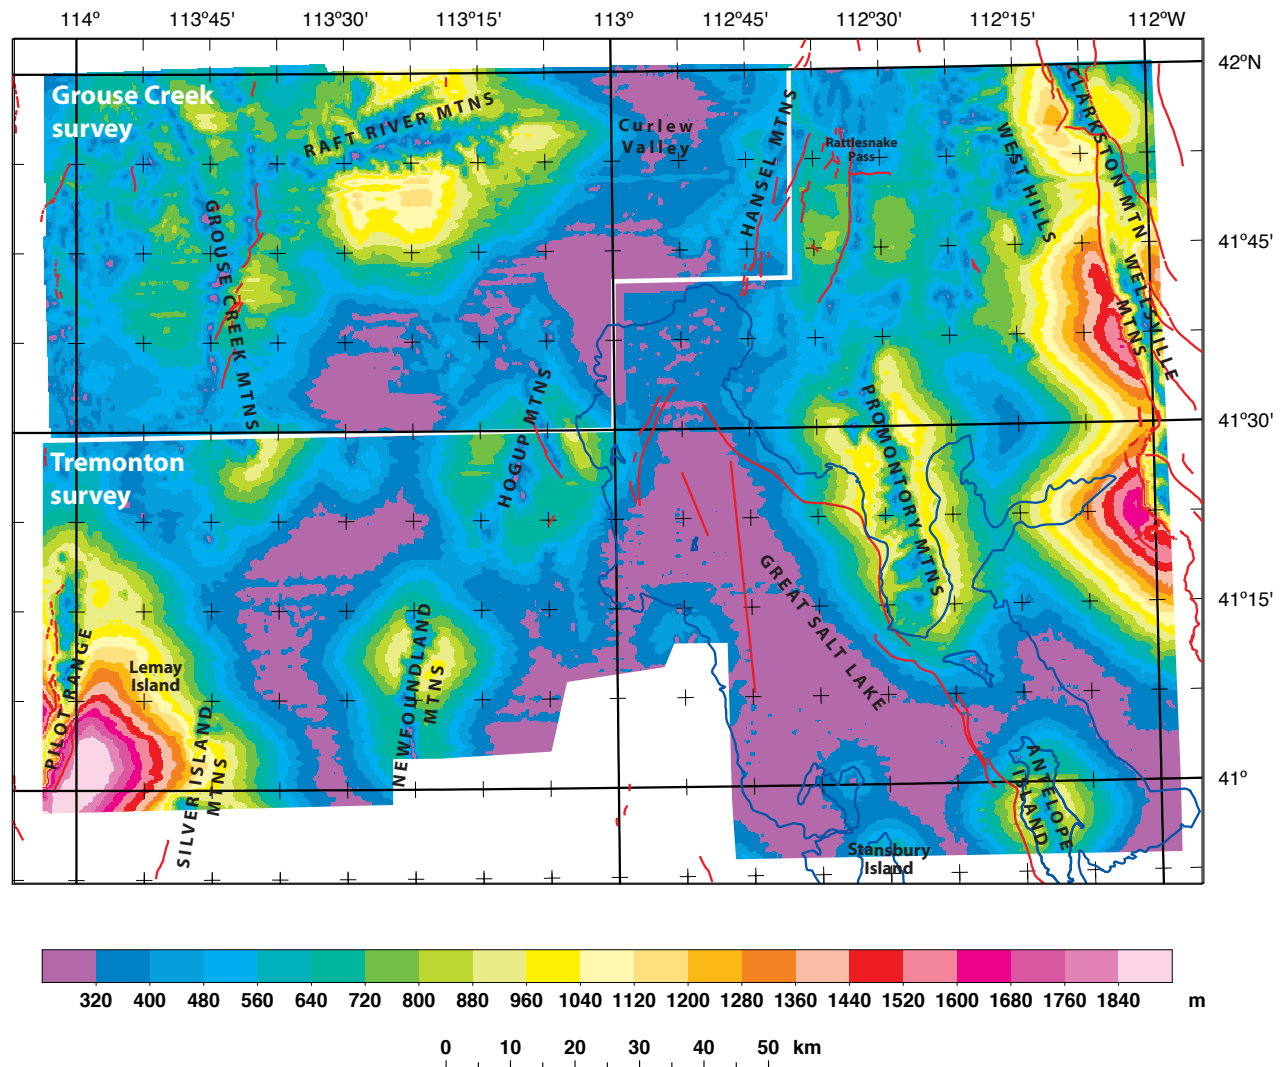 114° 113°45' 113°30' 113°15' 113° 112°45' 112°30' 112°15' 112°W
42°N
Grouse Creek
survey
RAFT RIVER MTNS
Curlew
Valley
HANSEL MTNS
Rattlesnake
Pass
WEST HILLS
CLARKSTON MTN
GROUSE CREEK MTNS
41°45'
WELLSVILLE
MTNS
HOGUP MTNS
PROMONTORY MTNS
41°30'
Tremonton
survey
GREAT SALT LAKE
41°15'
PILOT RANGE
Lemay
Island
NEWFOUNDLAND
MTNS
SILVER ISLAND
MTNS
ANTELOPE
ISLAND
41°
Stansbury
Island
320 400 480 560 640 720 800 880 960 1040 1120 1200 1280 1360 1440 1520 1600 1680 1760 1840 m
0 10 20 30 40 50 km